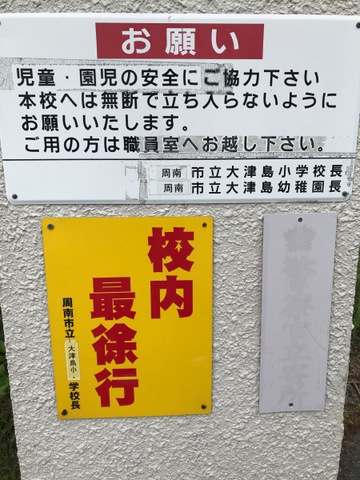 お願い
児童・園児の安全にご協力下さい
本校へは無断で立ち入らないように
お願いいたします。
ご用の方は職員室へお越し下さい。
周南 市立大津島小学校長
周南 市立大津島幼稚園長
校内
最徐行
周南市立大津島小・学校長